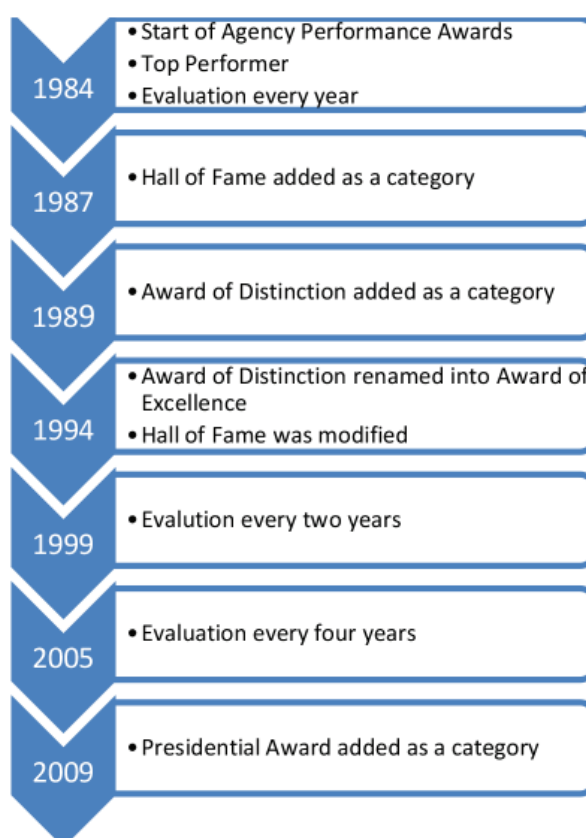 1984
• Start of Agency Performance Awards
• Top Performer
• Evaluation every year
1987
• Hall of Fame added as a category
1989
• Award of Distinction added as a category
1994
• Award of Distinction renamed into Award of
Excellence
• Hall of Fame was modified
1999
• Evalution every two years
2005
• Evaluation every four years
2009
• Presidential Award added as a category